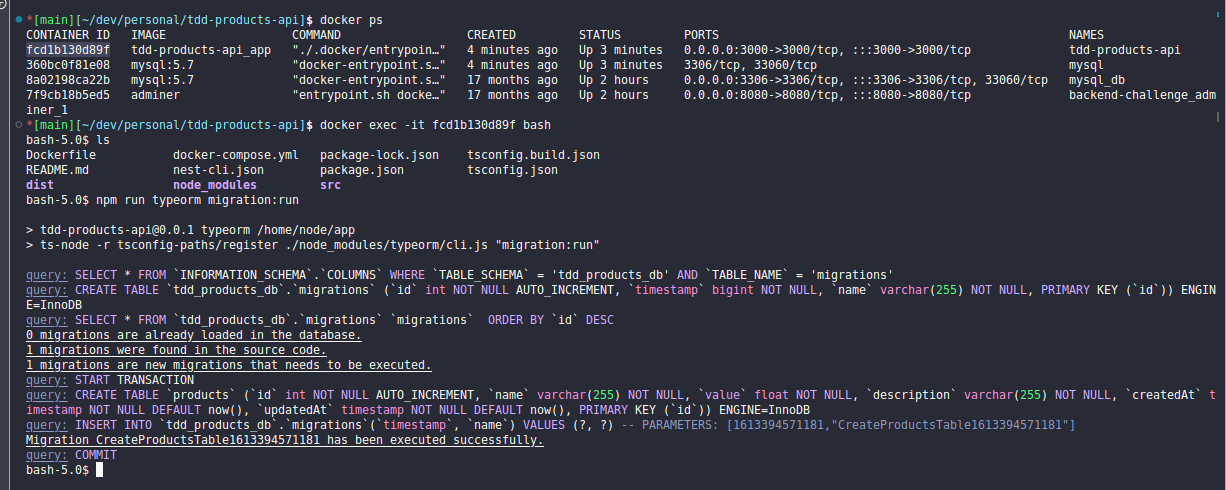 *[main][~/dev/personal/tdd-products-api]$ docker ps
CONTAINER ID   IMAGE                  COMMAND                  CREATED         STATUS         PORTS                                                  NAMES
fcd1b130d89f   tdd-products-api_app   "./.docker/entrypoin…"   4 minutes ago   Up 3 minutes   0.0.0.0:3000->3000/tcp, :::3000->3000/tcp              tdd-products-api
360bc0f81e08   mysql:5.7              "docker-entrypoint.s…"   4 minutes ago   Up 3 minutes   3306/tcp, 33060/tcp                                    mysql
8a02198ca22b   mysql:5.7              "docker-entrypoint.s…"   17 months ago   Up 2 hours     0.0.0.0:3306->3306/tcp, :::3306->3306/tcp, 33060/tcp   mysql_db
7f9cb18b5ed5   adminer                "entrypoint.sh docke…"   17 months ago   Up 2 hours     0.0.0.0:8080->8080/tcp, :::8080->8080/tcp              backend-challenge_adm
iner_1
*[main][~/dev/personal/tdd-products-api]$ docker exec -it fcd1b130d89f bash
bash-5.0$ ls
Dockerfile           docker-compose.yml   package-lock.json    tsconfig.build.json
README.md            nest-cli.json        package.json         tsconfig.json
dist                 node_modules         src
bash-5.0$ npm run typeorm migration:run
> tdd-products-api@0.0.1 typeorm /home/node/app
> ts-node -r tsconfig-paths/register ./node_modules/typeorm/cli.js "migration:run"
query: SELECT * FROM `INFORMATION_SCHEMA`.`COLUMNS` WHERE `TABLE_SCHEMA` = 'tdd_products_db' AND `TABLE_NAME` = 'migrations'
query: CREATE TABLE `tdd_products_db`.`migrations` (`id` int NOT NULL AUTO_INCREMENT, `timestamp` bigint NOT NULL, `name` varchar(255) NOT NULL, PRIMARY KEY (`id`)) ENGIN
E=InnoDB
query: SELECT * FROM `tdd_products_db`.`migrations` `migrations`  ORDER BY `id` DESC
0 migrations are already loaded in the database.
1 migrations were found in the source code.
1 migrations are new migrations that needs to be executed.
query: START TRANSACTION
query: CREATE TABLE `products` (`id` int NOT NULL AUTO_INCREMENT, `name` varchar(255) NOT NULL, `value` float NOT NULL, `description` varchar(255) NOT NULL, `createdAt` t
imestamp NOT NULL DEFAULT now(), `updatedAt` timestamp NOT NULL DEFAULT now(), PRIMARY KEY (`id`)) ENGINE=InnoDB
query: INSERT INTO `tdd_products_db`.`migrations`(`timestamp`, `name`) VALUES (?, ?) -- PARAMETERS: [1613394571181,"CreateProductsTable1613394571181"]
Migration CreateProductsTable1613394571181 has been executed successfully.
query: COMMIT
bash-5.0$